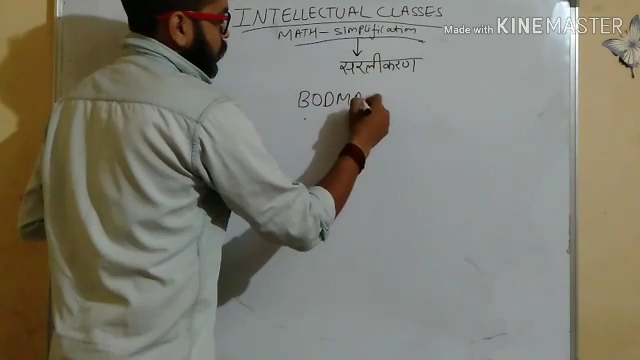 INTELLECTUAL CLASSES
Made with KINEMASTER
MATH - Simplification
सरलीकरण
BODMA